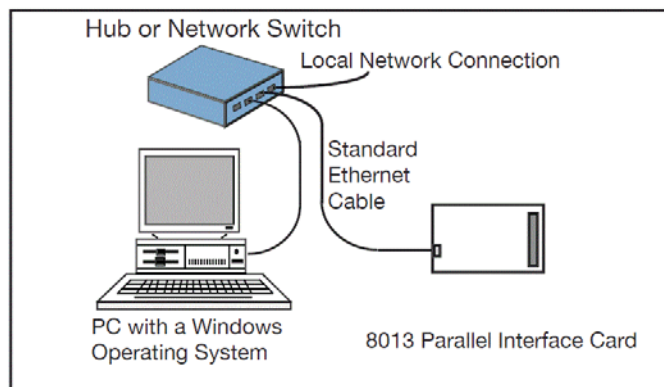 Hub or Network Switch
Local Network Connection
Standard
Ethernet
Cable
PC with a Windows
Operating System
8013 Parallel Interface Card